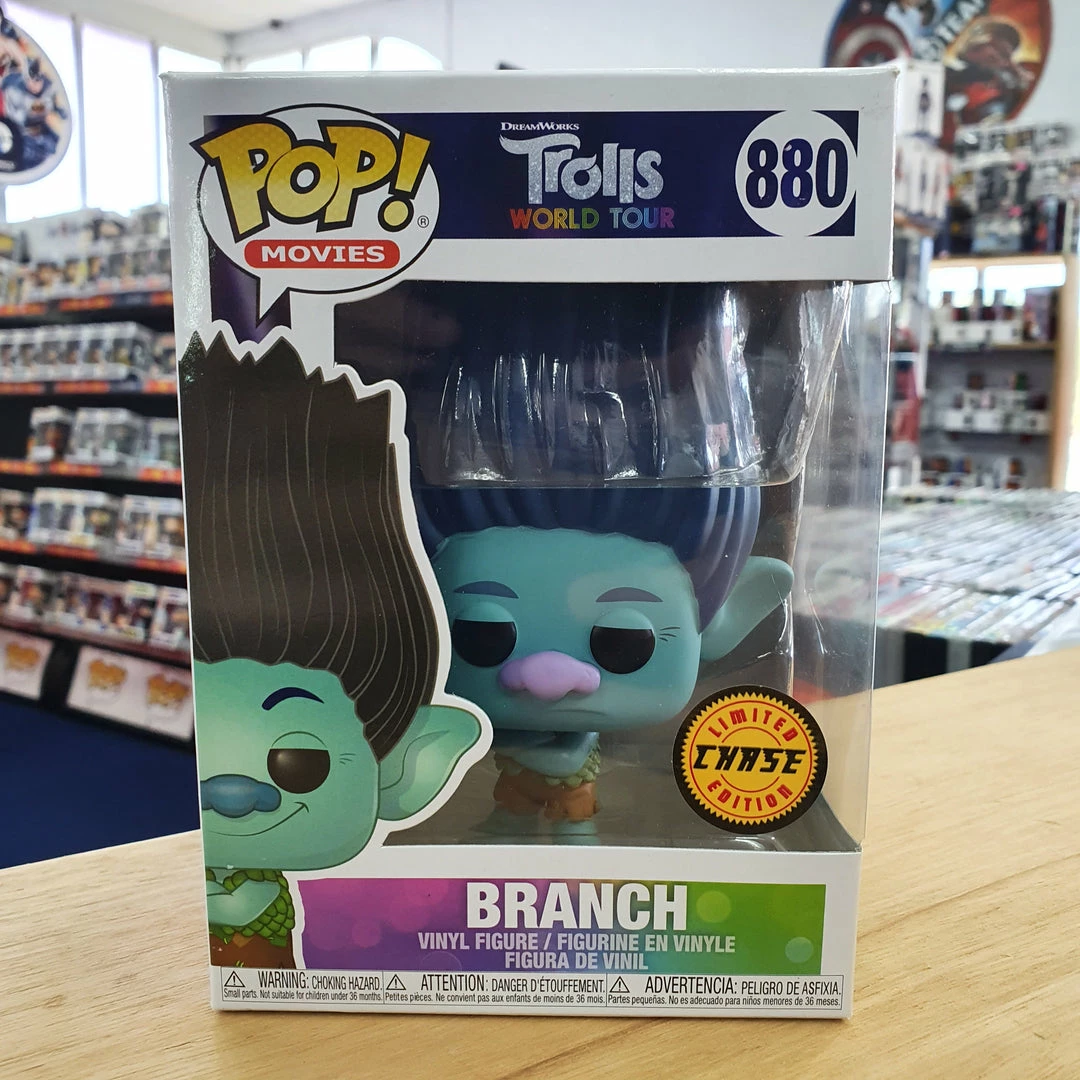 POP!®
MOVIES
DREAMWORKS
Trolls
WORLD TOUR
880
LIMITED
CHASE
EDITION
BRANCH
VINYL FIGURE / FIGURINE EN VINYLE
FIGURA DE VINIL
WARNING: CHOKING HAZARD.
Small parts. Not suitable for children under 36 months.
ATTENTION: DANGER D'ÉTOUFFEMENT.
Petites pièces. Ne convient pas aux enfants de moins de 36 mois.
ADVERTENCIA: PELIGRO DE ASFIXIA.
Partes pequeñas. No es adecuado para niños menores de 36 meses.